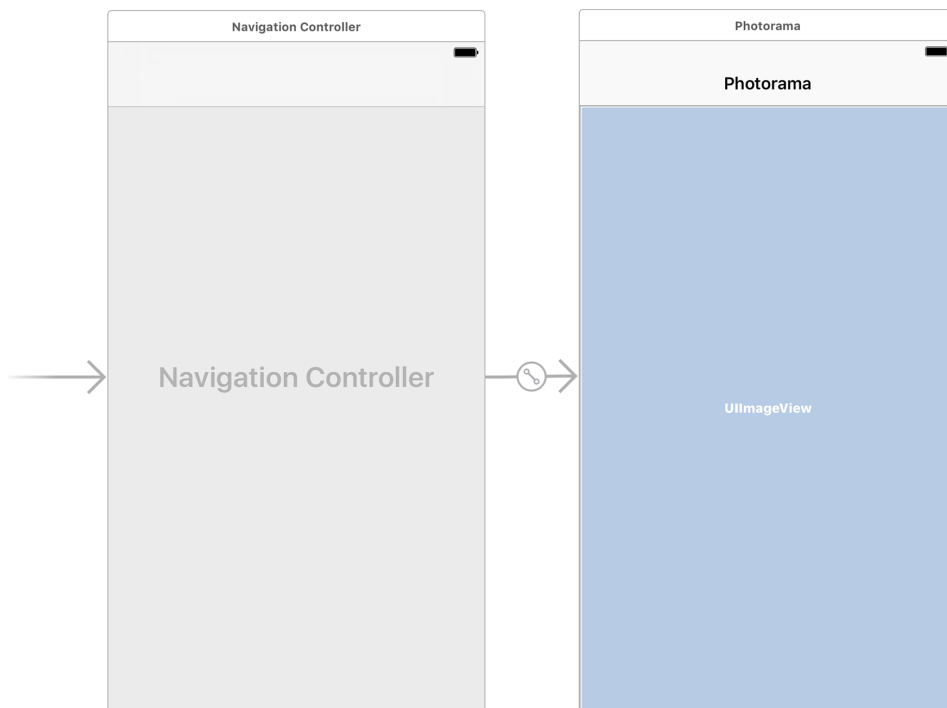 Navigation Controller
Photorama
Photorama
Navigation Controller
UIImageView